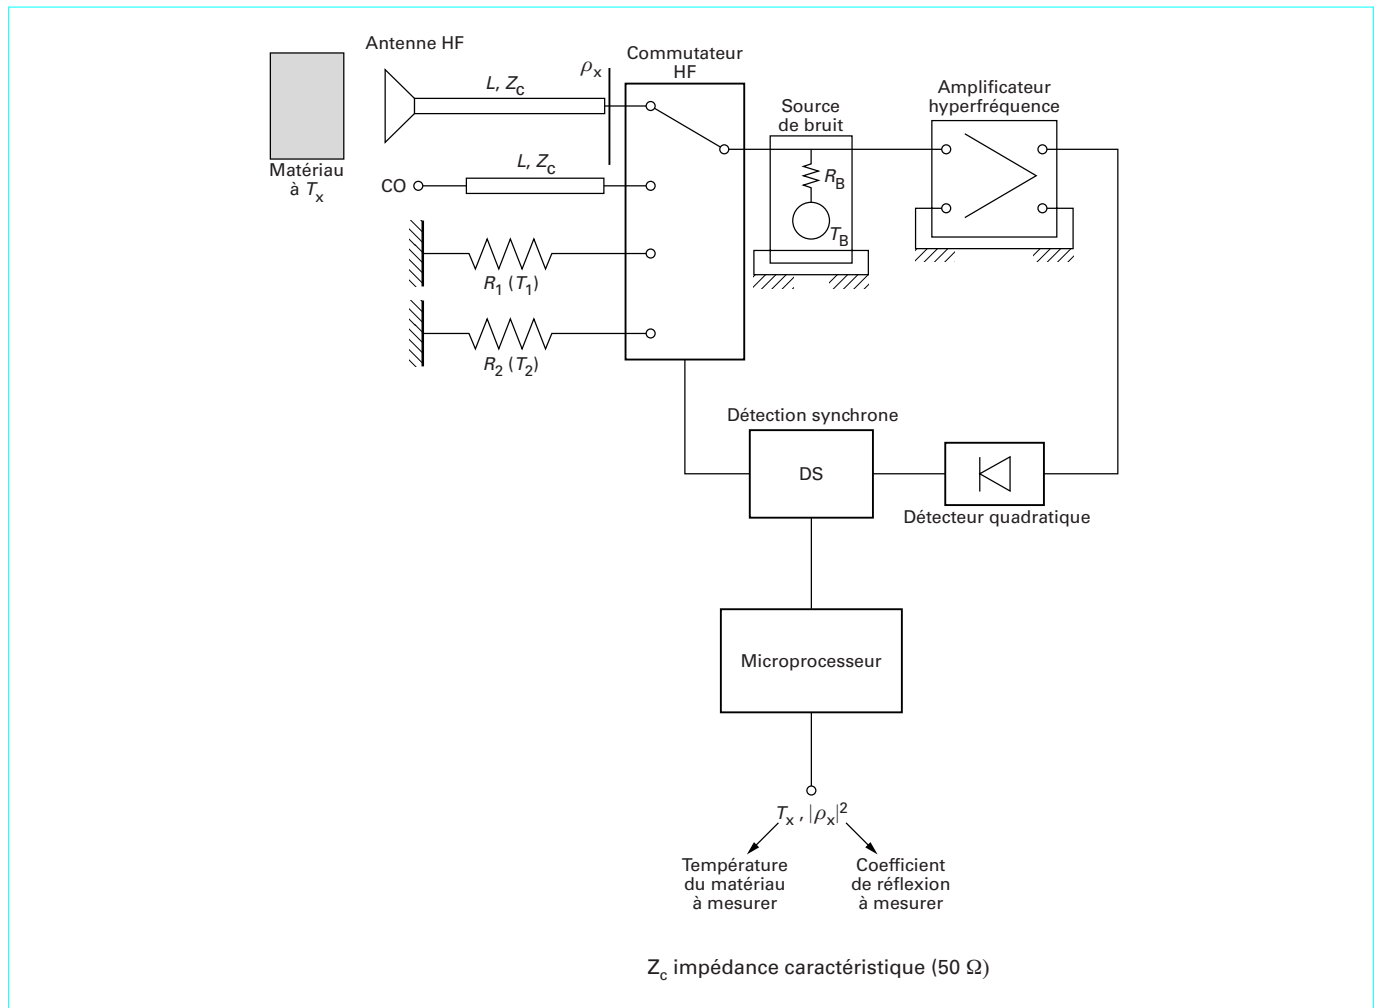 Antenne HF
Commutateur
HF
ρx
L, Zc
Source
de bruit
Amplificateur
hyperfréquence
Matériau
à Tx
CO
L, Zc
RB
TB
R1 (T1)
R2 (T2)
Détection synchrone
DS
Détecteur quadratique
Microprocesseur
Tx , |ρx|2
Température
du matériau
à mesurer
Coefficient
de réflexion
à mesurer
Zc impédance caractéristique (50 Ω)